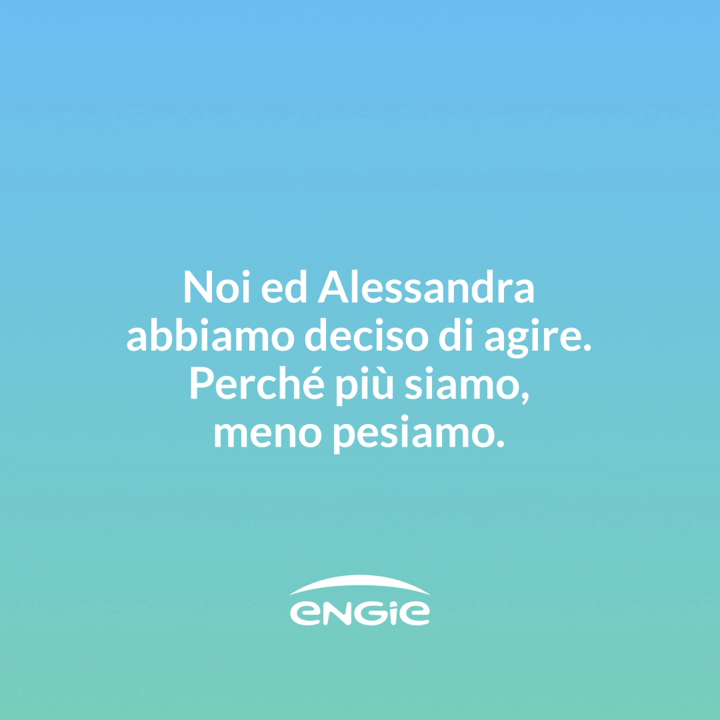 Noi ed Alessandra
abbiamo deciso di agire.
Perché più siamo,
meno pesiamo.
ENGIE